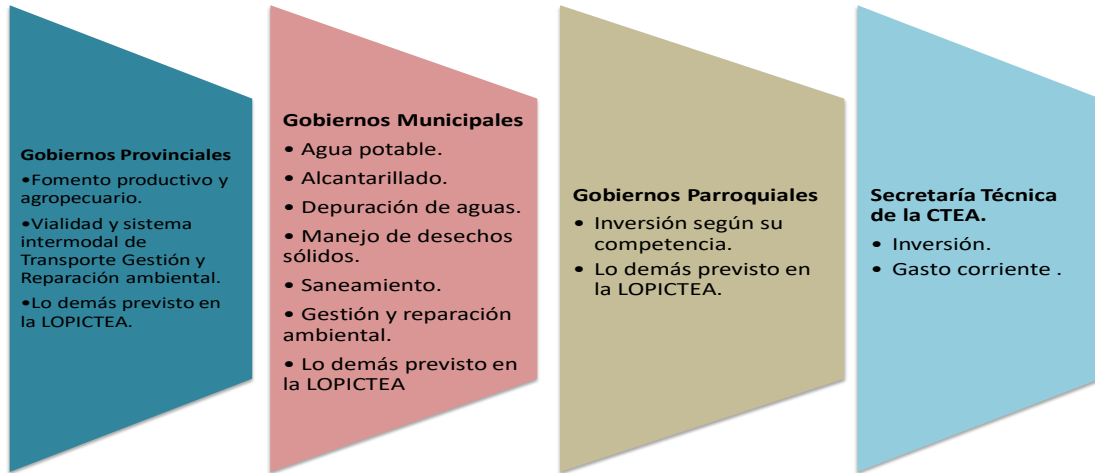 Gobiernos Provinciales
•Fomento productivo y
agropecuario.
•Vialidad y sistema
intermodal de
Transporte Gestión y
Reparación ambiental.
•Lo demás previsto en
la LOPICTEA.
Gobiernos Municipales
• Agua potable.
• Alcantarillado.
• Depuración de aguas.
• Manejo de desechos
sólidos.
• Saneamiento.
• Gestión y reparación
ambiental.
• Lo demás previsto en
la LOPICTEA
Gobiernos Parroquiales
• Inversión según su
competencia.
• Lo demás previsto en
la LOPICTEA.
Secretaría Técnica
de la CTEA.
• Inversión.
• Gasto corriente .